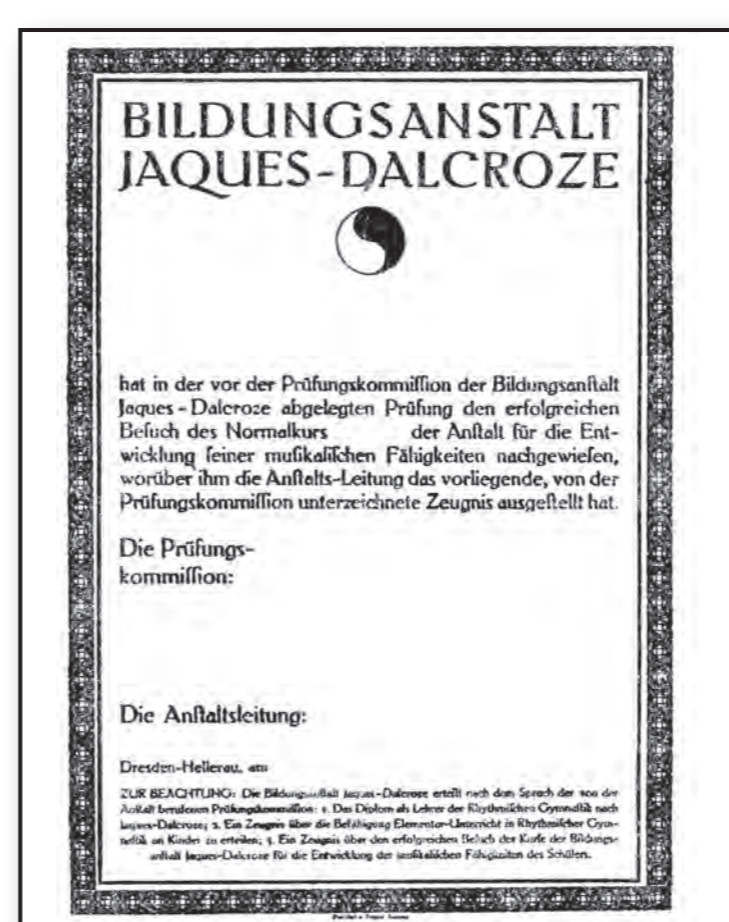 BILDUNGSANSTALT
JAQUES-DALCROZE
hat in der vor der Prüfungskommiſſion der Bildungsanſtalt
Jaques-Dalcroze abgelegten Prüfung den erfolgreichen
Beſuch des Normalkurs der Anſtalt für die Ent-
wicklung ſeiner muſikaliſchen Fähigkeiten nachgewieſen,
worüber ihm die Anſtalts-Leitung das vorliegende, von der
Prüfungskommiſſion unterzeichnete Zeugnis ausgeſtellt hat.
Die Prüfungs-
kommiſſion:
Die Anſtaltsleitung:
Dresden-Hellerau, am
ZUR BEACHTUNG: Die Bildungsanſtalt Jaques-Dalcroze erteilt nach dem Spruch der von der
Anſtalt berufenen Prüfungskommiſſion: 1. Das Diplom als Lehrer der Rhythmiſchen Gymnaſtik nach
Jaques-Dalcroze; 2. Ein Zeugnis über die Befähigung Elementar-Unterricht in Rhythmiſcher Gym-
naſtik an Kinder zu erteilen; 3. Ein Zeugnis über den erfolgreichen Beſuch der Kurſe der Bildungs-
anſtalt Jaques-Dalcroze für die Entwicklung der muſikaliſchen Fähigkeiten des Schülers.